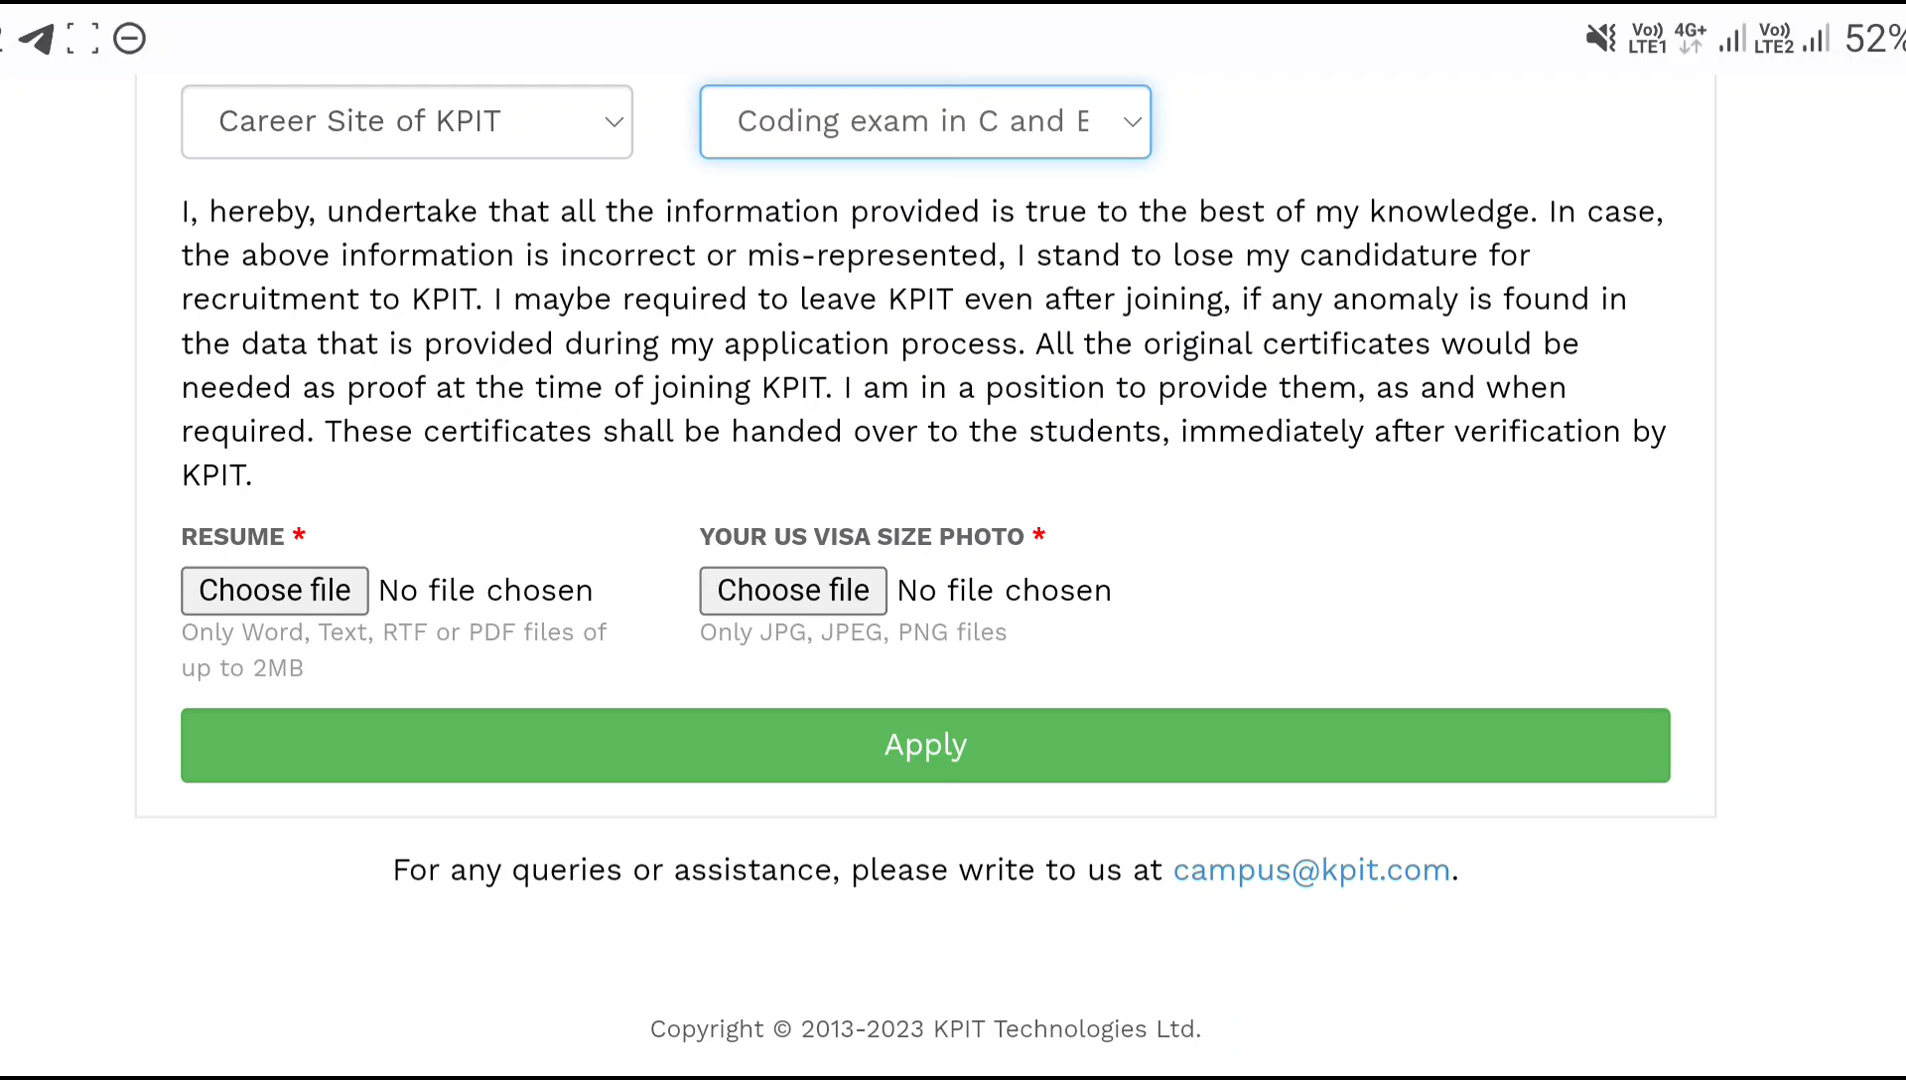 Vo)) 4G+ Vo)) 52%
LTE1 LTE2
Career Site of KPIT Coding exam in C and E
I, hereby, undertake that all the information provided is true to the best of my knowledge. In case,
the above information is incorrect or mis-represented, I stand to lose my candidature for
recruitment to KPIT. I maybe required to leave KPIT even after joining, if any anomaly is found in
the data that is provided during my application process. All the original certificates would be
needed as proof at the time of joining KPIT. I am in a position to provide them, as and when
required. These certificates shall be handed over to the students, immediately after verification by
KPIT.
RESUME * YOUR US VISA SIZE PHOTO *
Choose file No file chosen Choose file No file chosen
Only Word, Text, RTF or PDF files of Only JPG, JPEG, PNG files
up to 2MB
Apply
For any queries or assistance, please write to us at campus@kpit.com.
Copyright © 2013-2023 KPIT Technologies Ltd.